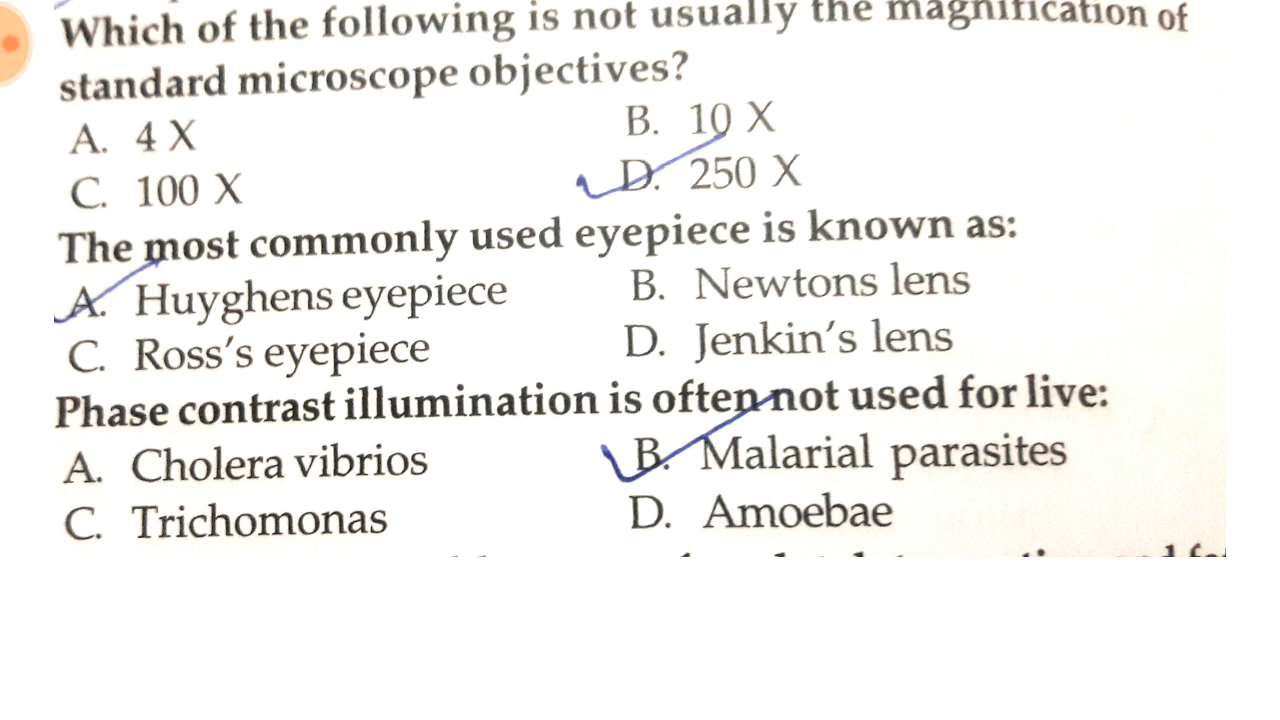 Which of the following is not usually the magnification of
standard microscope objectives?
A. 4 X B. 10 X
C. 100 X D. 250 X
The most commonly used eyepiece is known as:
A. Huyghens eyepiece B. Newtons lens
C. Ross's eyepiece D. Jenkin's lens
Phase contrast illumination is often not used for live:
A. Cholera vibrios B. Malarial parasites
C. Trichomonas D. Amoebae